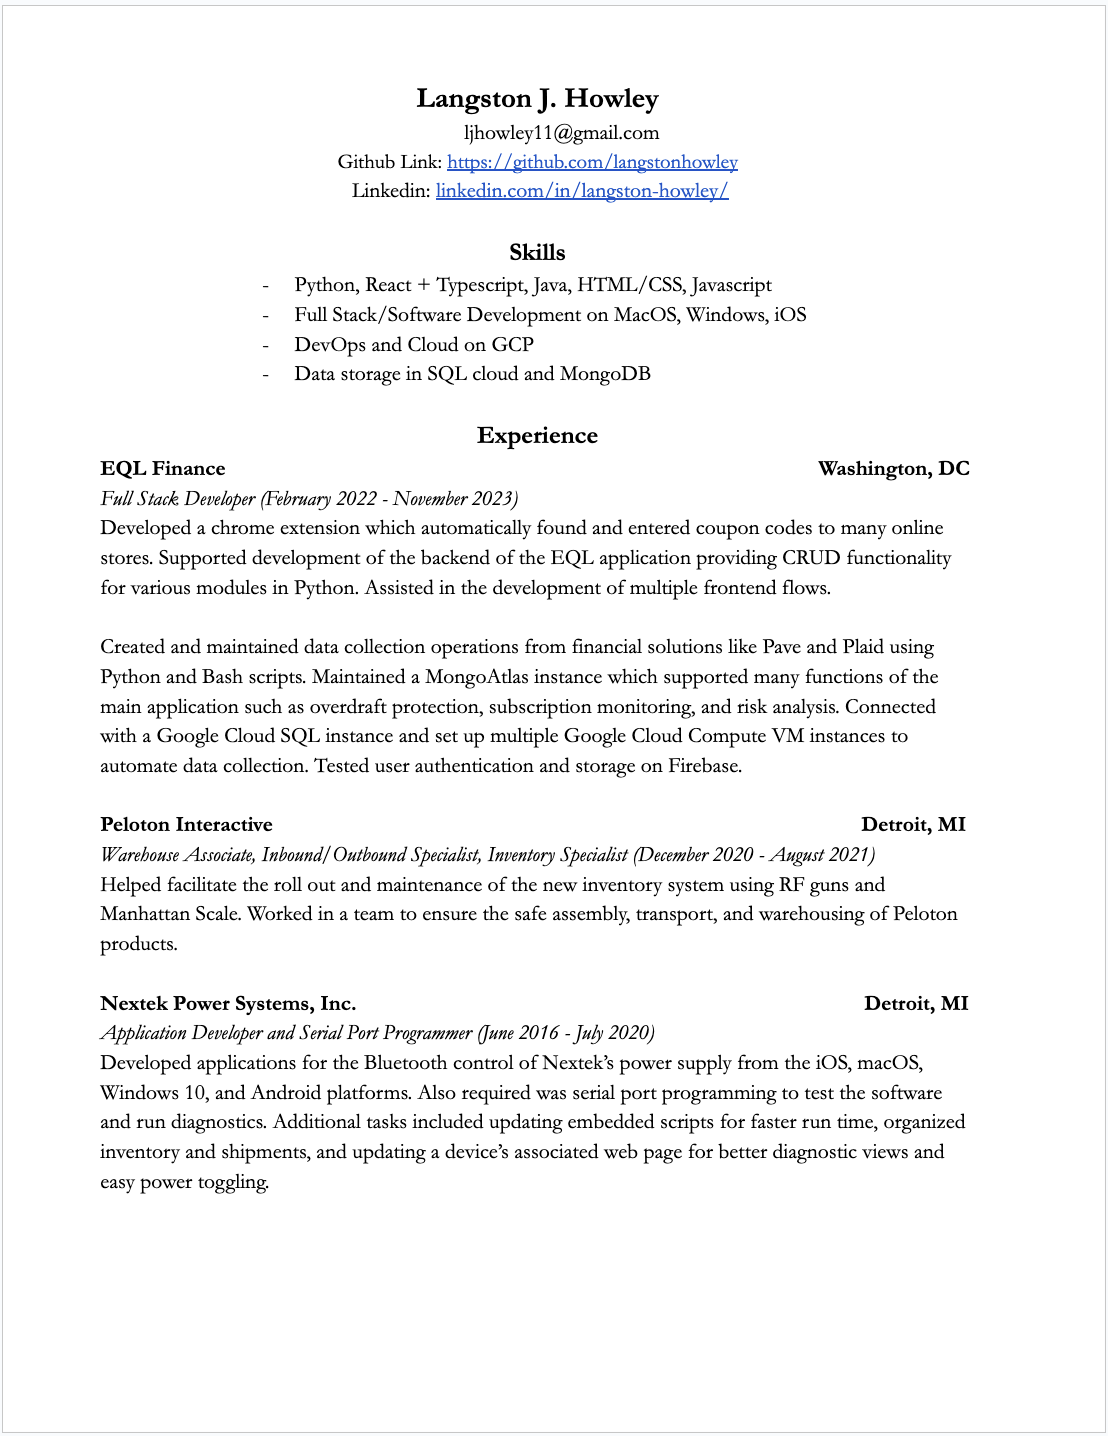 Langston J. Howley
ljhowley11@gmail.com
Github Link: https://github.com/langstonhowley
Linkedin: linkedin.com/in/langston-howley/
Skills
- Python, React + Typescript, Java, HTML/CSS, Javascript
- Full Stack/Software Development on MacOS, Windows, iOS
- DevOps and Cloud on GCP
- Data storage in SQL cloud and MongoDB
Experience
EQL Finance Washington, DC
Full Stack Developer (February 2022 - November 2023)
Developed a chrome extension which automatically found and entered coupon codes to many online
stores. Supported development of the backend of the EQL application providing CRUD functionality
for various modules in Python. Assisted in the development of multiple frontend flows.
Created and maintained data collection operations from financial solutions like Pave and Plaid using
Python and Bash scripts. Maintained a MongoAtlas instance which supported many functions of the
main application such as overdraft protection, subscription monitoring, and risk analysis. Connected
with a Google Cloud SQL instance and set up multiple Google Cloud Compute VM instances to
automate data collection. Tested user authentication and storage on Firebase.
Peloton Interactive Detroit, MI
Warehouse Associate, Inbound/Outbound Specialist, Inventory Specialist (December 2020 - August 2021)
Helped facilitate the roll out and maintenance of the new inventory system using RF guns and
Manhattan Scale. Worked in a team to ensure the safe assembly, transport, and warehousing of Peloton
products.
Nextek Power Systems, Inc. Detroit, MI
Application Developer and Serial Port Programmer (June 2016 - July 2020)
Developed applications for the Bluetooth control of Nextek’s power supply from the iOS, macOS,
Windows 10, and Android platforms. Also required was serial port programming to test the software
and run diagnostics. Additional tasks included updating embedded scripts for faster run time, organized
inventory and shipments, and updating a device’s associated web page for better diagnostic views and
easy power toggling.